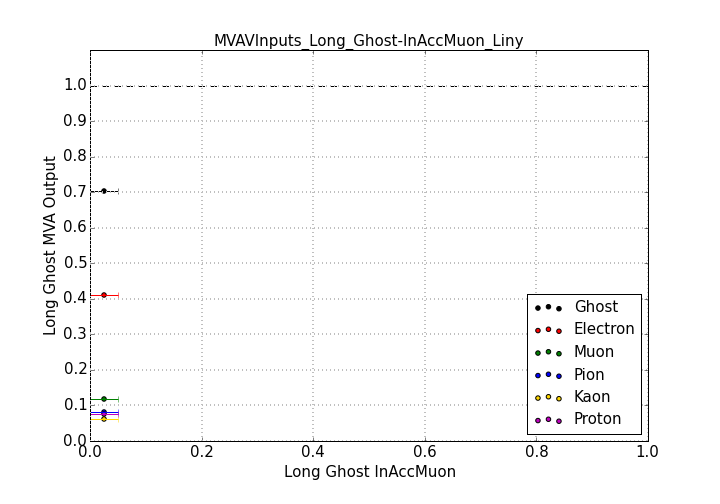 MVAVInputs_Long_Ghost-InAccMuon_Liny
Long Ghost MVA Output
1.0
0.9
0.8
0.7
0.6
0.5
0.4
0.3
0.2
0.1
0.0
0.0 0.2 0.4 0.6 0.8 1.0
Long Ghost InAccMuon
Ghost
Electron
Muon
Pion
Kaon
Proton